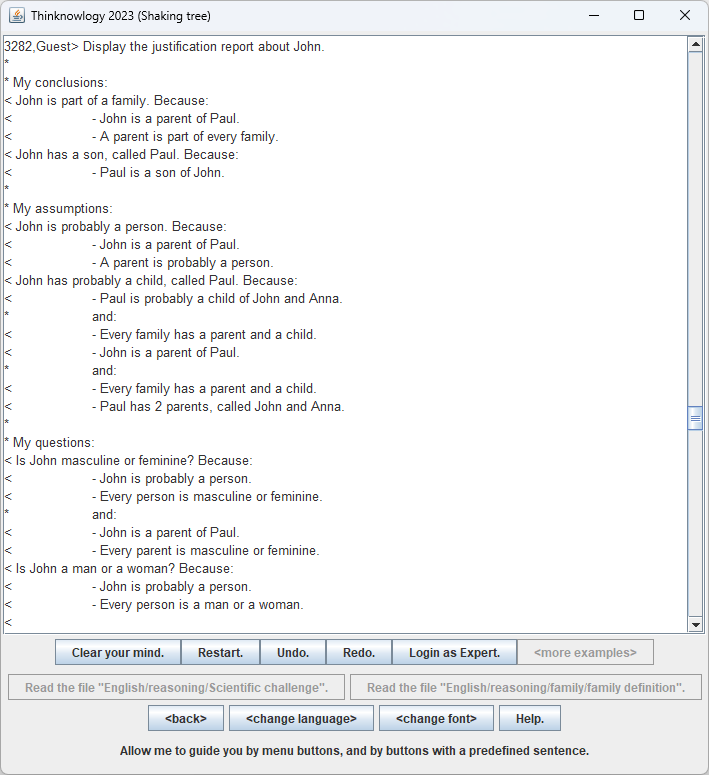 Thinknowlogy 2023 (Shaking tree)
3282,Guest> Display the justification report about John.
*
* My conclusions:
< John is part of a family. Because:
< - John is a parent of Paul.
< - A parent is part of every family.
< John has a son, called Paul. Because:
< - Paul is a son of John.
*
* My assumptions:
< John is probably a person. Because:
< - John is a parent of Paul.
< - A parent is probably a person.
< John has probably a child, called Paul. Because:
< - Paul is probably a child of John and Anna.
* and:
< - Every family has a parent and a child.
< - John is a parent of Paul.
* and:
< - Every family has a parent and a child.
< - Paul has 2 parents, called John and Anna.
*
* My questions:
< Is John masculine or feminine? Because:
< - John is probably a person.
< - Every person is masculine or feminine.
* and:
< - John is a parent of Paul.
< - Every parent is masculine or feminine.
< Is John a man or a woman? Because:
< - John is probably a person.
< - Every person is a man or a woman.
<
Clear your mind. Restart. Undo. Redo. Login as Expert. <more examples>
Read the file "English/reasoning/Scientific challenge". Read the file "English/reasoning/family/family definition".
<back> <change language> <change font> Help.
Allow me to guide you by menu buttons, and by buttons with a predefined sentence.